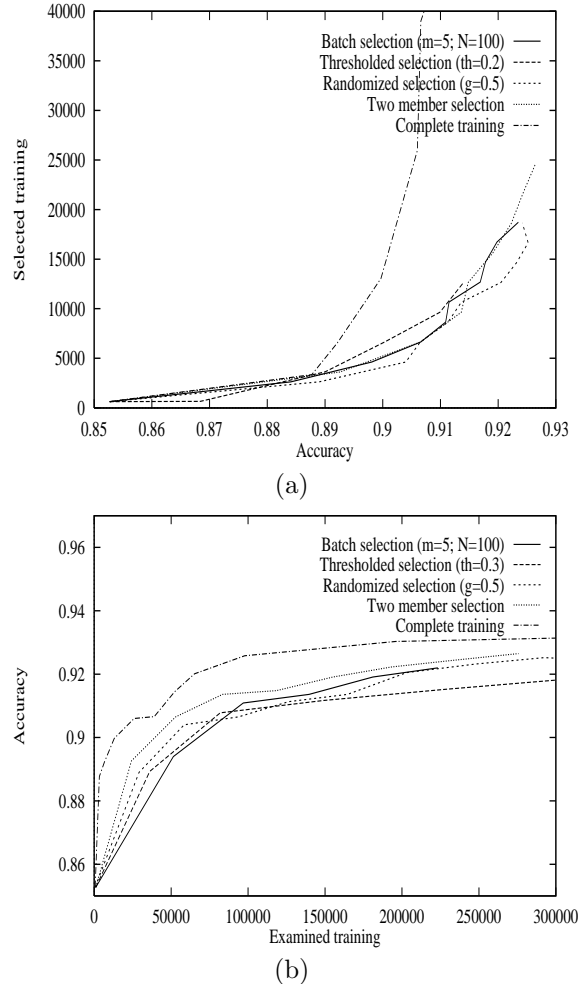 40000
35000
30000
25000
20000
15000
10000
5000
0
Selected training
Batch selection (m=5; N=100)
Thresholded selection (th=0.2)
Randomized selection (g=0.5)
Two member selection
Complete training
0.85 0.86 0.87 0.88 0.89 0.9 0.91 0.92 0.93
Accuracy
(a)
0.96
0.94
0.92
0.9
0.88
0.86
Accuracy
Batch selection (m=5; N=100)
Thresholded selection (th=0.3)
Randomized selection (g=0.5)
Two member selection
Complete training
0 50000 100000 150000 200000 250000 300000
Examined training
(b)